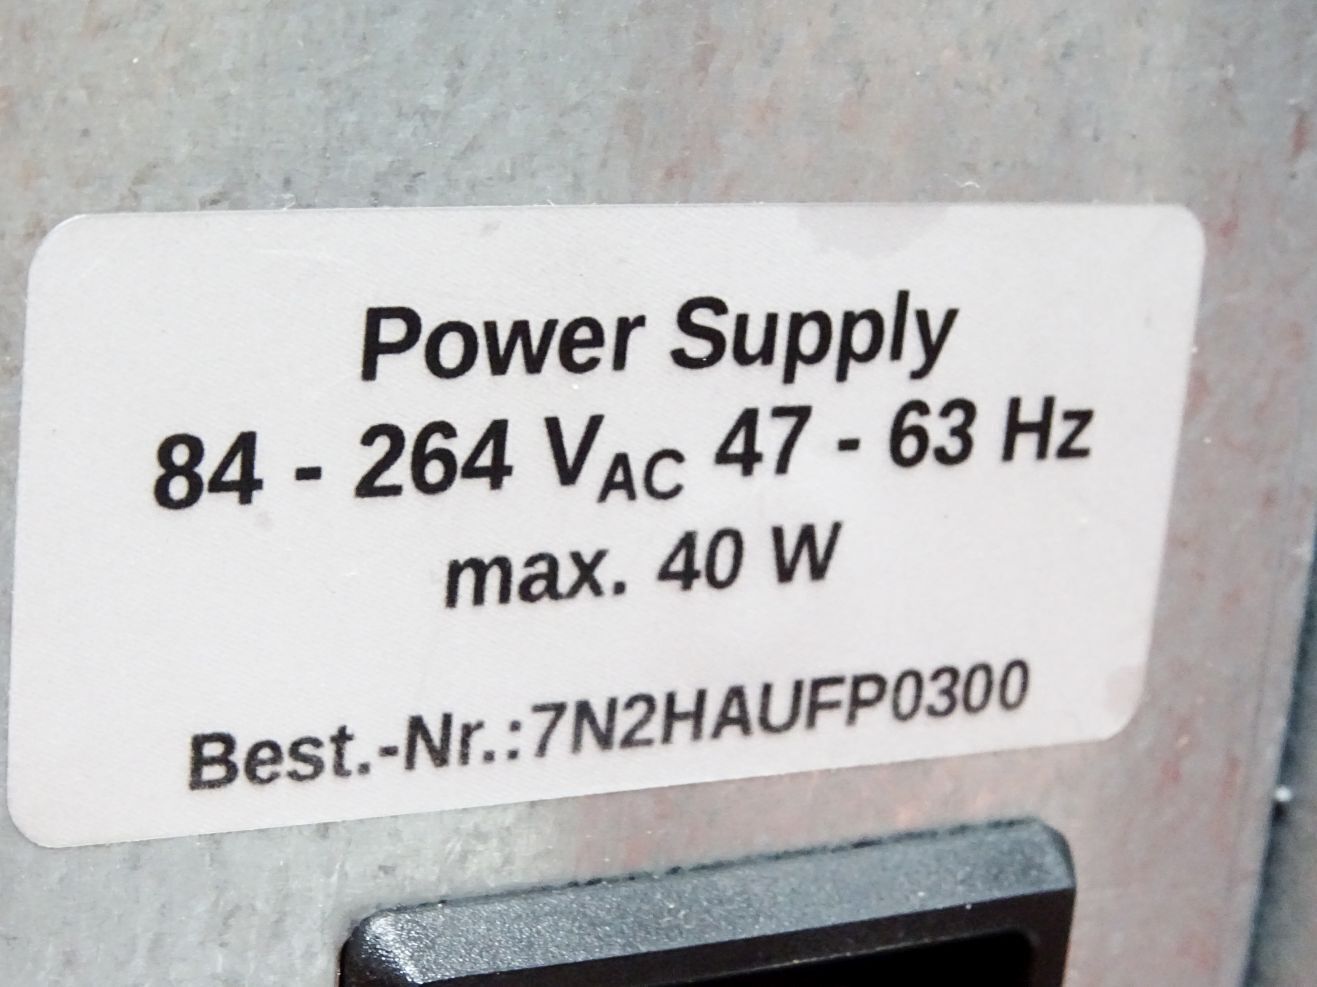 Power Supply
84 - 264 VAC 47 - 63 Hz
max. 40 W
Best.-Nr.:7N2HAUFP0300